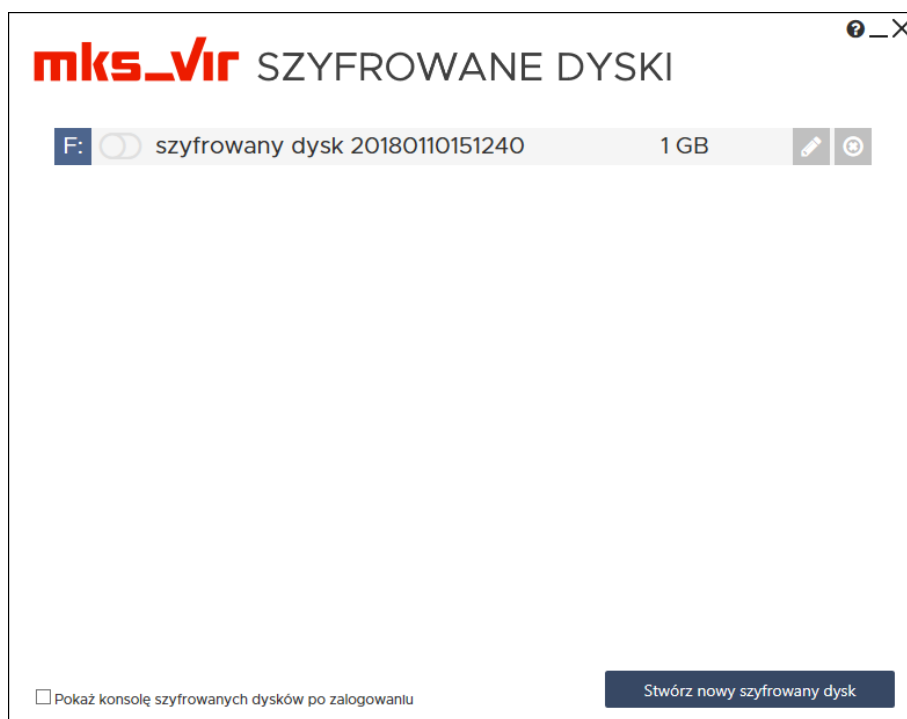 mks_vir SZYFROWANE DYSKI
F: szyfrowany dysk 20180110151240 1 GB
Pokaż konsolę szyfrowanych dysków po zalogowaniu
Stwórz nowy szyfrowany dysk